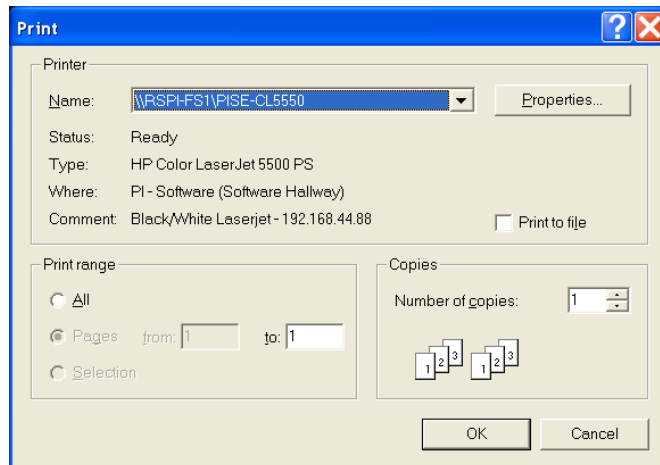 Print
Printer
Name: \\RSPI-FS1\PISE-CL5550 Properties...
Status: Ready
Type: HP Color LaserJet 5500 PS
Where: PI - Software (Software Hallway)
Comment: Black/White Laserjet - 192.168.44.88 Print to file
Print range
All
Pages from: 1 to: 1
Selection
Copies
Number of copies: 1
1 2 3 1 2 3
OK Cancel